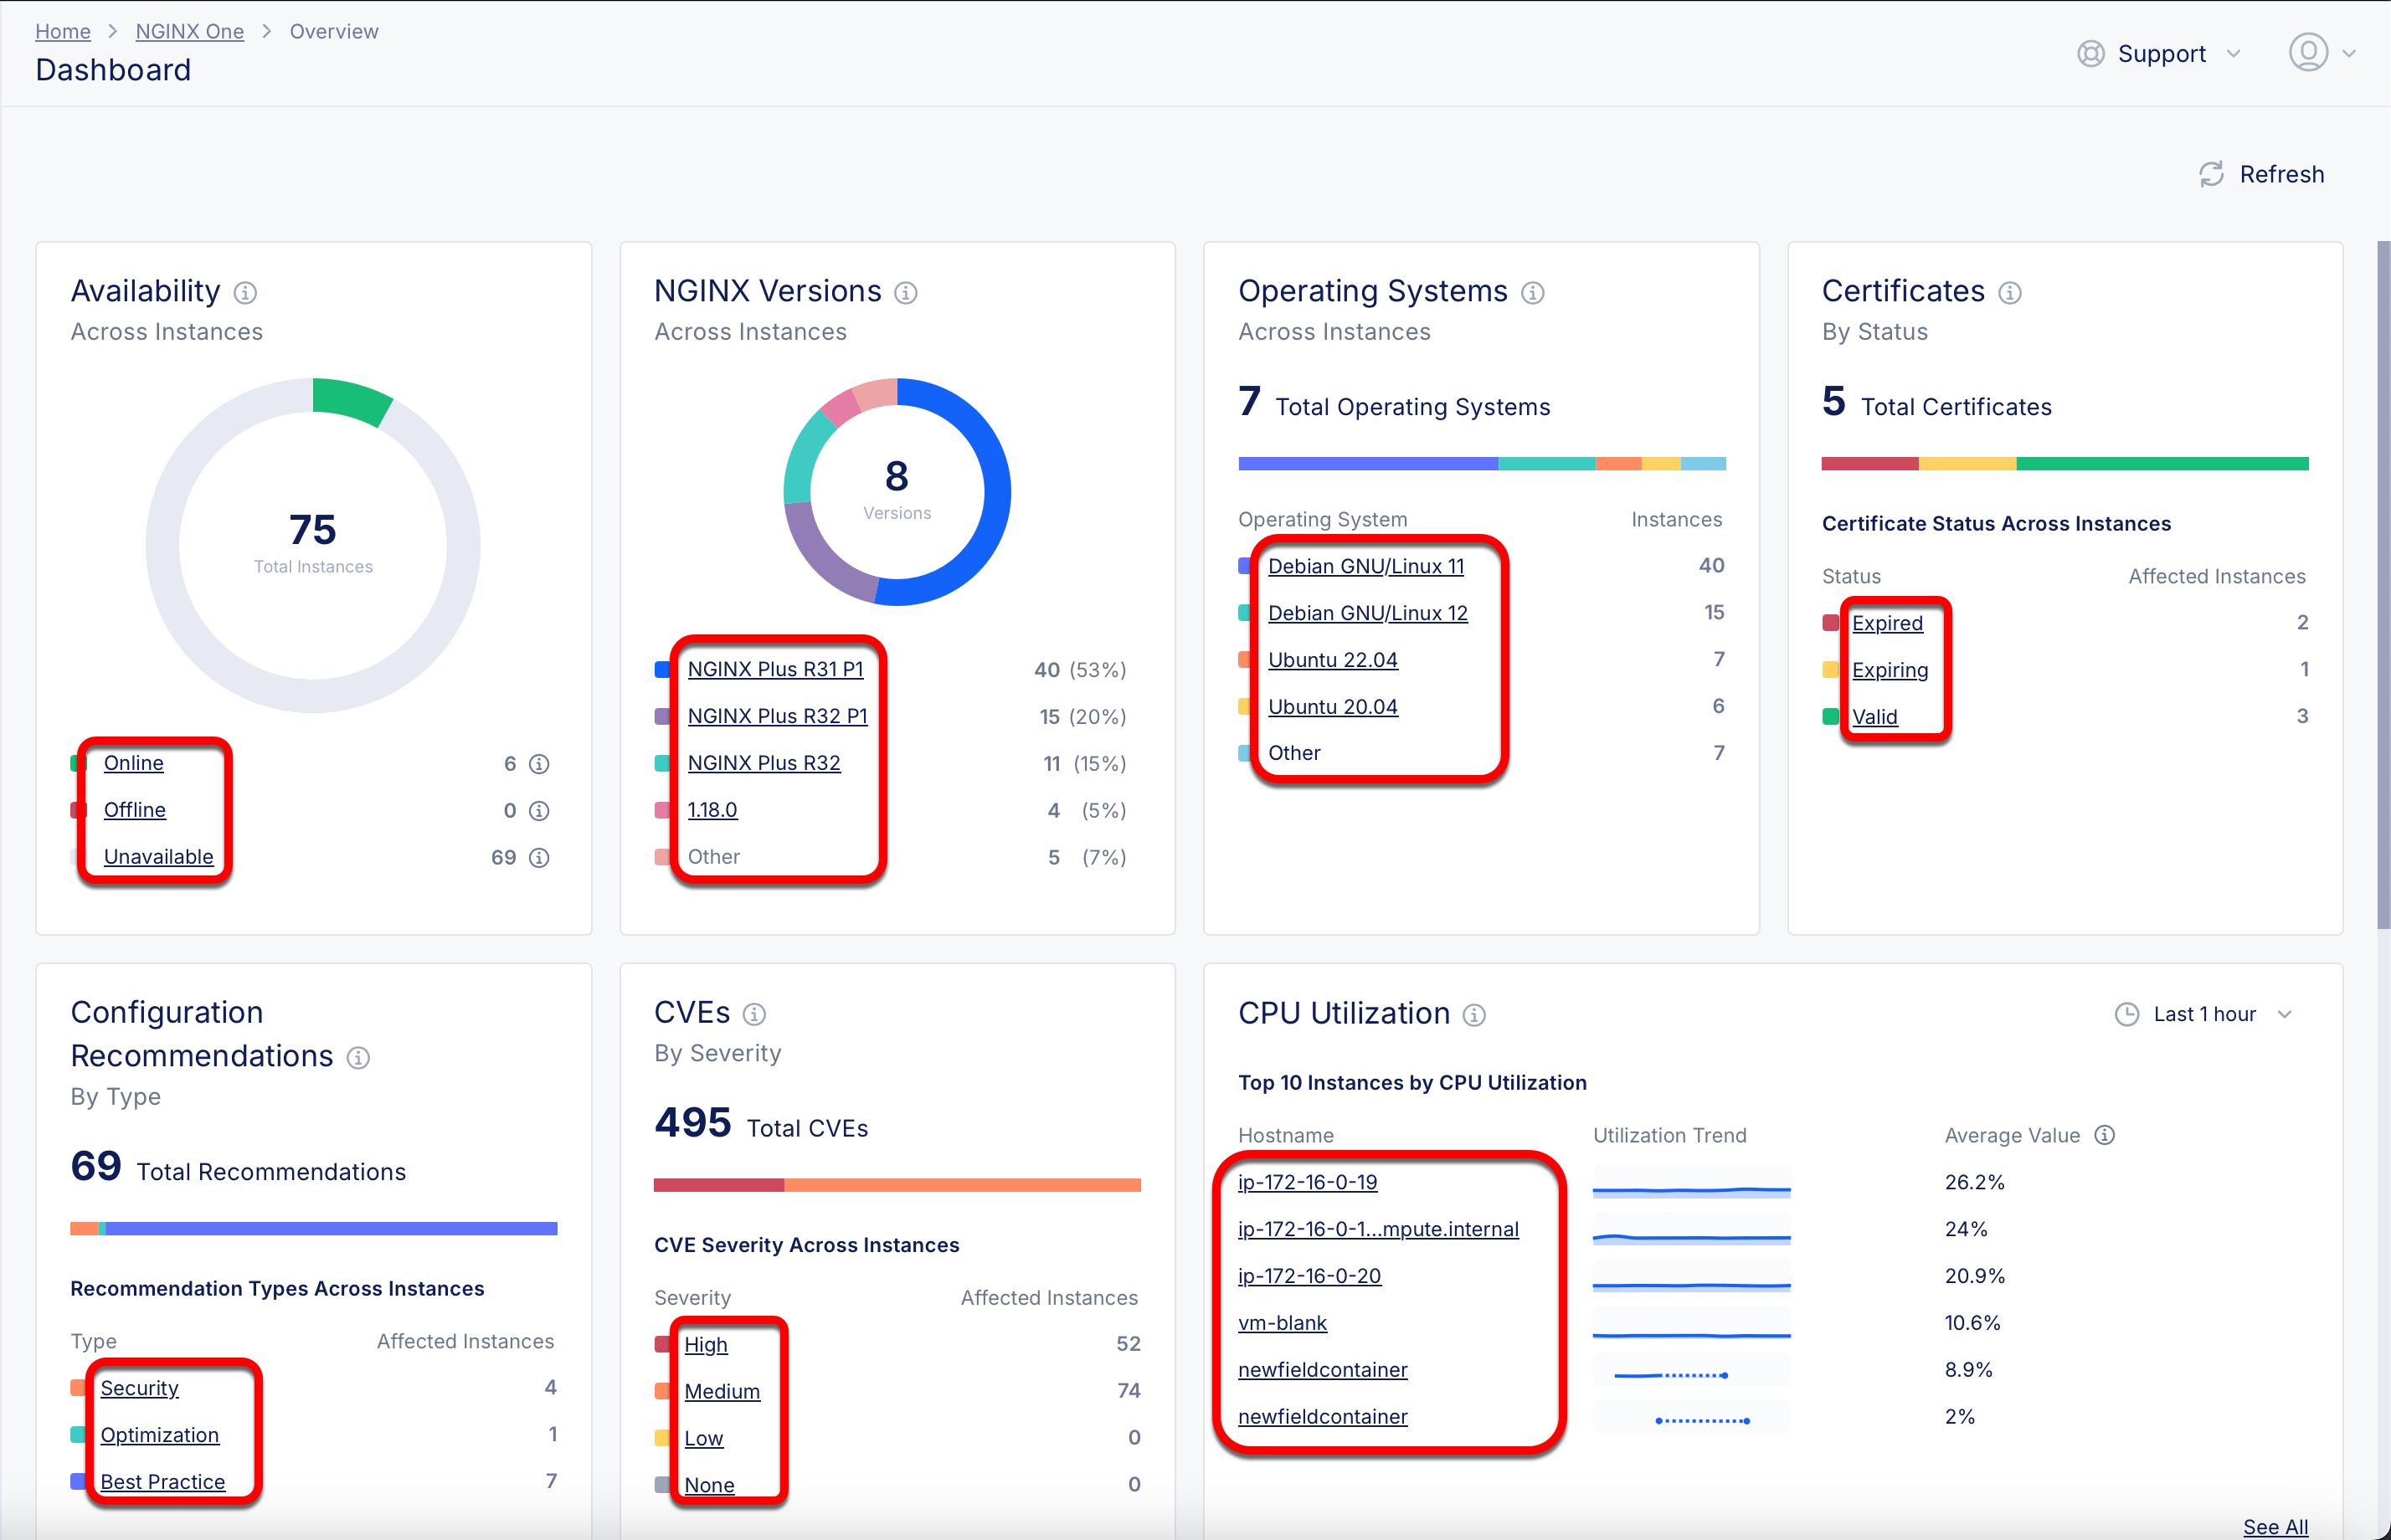 Home > NGINX One > Overview
Dashboard
Support
Refresh
Availability
Across Instances
75
Total Instances
Online 6
Offline 0
Unavailable 69
NGINX Versions
Across Instances
8
Versions
NGINX Plus R31 P1 40 (53%)
NGINX Plus R32 P1 15 (20%)
NGINX Plus R32 11 (15%)
1.18.0 4 (5%)
Other 5 (7%)
Operating Systems
Across Instances
7 Total Operating Systems
Operating System Instances
Debian GNU/Linux 11 40
Debian GNU/Linux 12 15
Ubuntu 22.04 7
Ubuntu 20.04 6
Other 7
Certificates
By Status
5 Total Certificates
Certificate Status Across Instances
Status Affected Instances
Expired 2
Expiring 1
Valid 3
Configuration
Recommendations
By Type
69 Total Recommendations
Recommendation Types Across Instances
Type Affected Instances
Security 4
Optimization 1
Best Practice 7
CVEs
By Severity
495 Total CVEs
CVE Severity Across Instances
Severity Affected Instances
High 52
Medium 74
Low 0
None 0
CPU Utilization
Last 1 hour
Top 10 Instances by CPU Utilization
Hostname Utilization Trend Average Value
ip-172-16-0-19 26.2%
ip-172-16-0-1...mpute.internal 24%
ip-172-16-0-20 20.9%
vm-blank 10.6%
newfieldcontainer 8.9%
newfieldcontainer 2%
See All